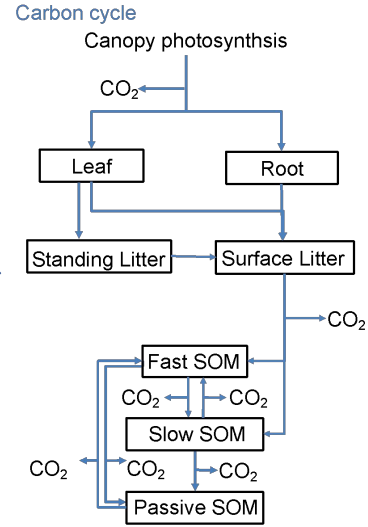 Carbon cycle
Canopy photosynthsis
CO₂
Leaf
Root
Standing Litter
Surface Litter
CO₂
Fast SOM
CO₂
CO₂
Slow SOM
CO₂
CO₂
CO₂
Passive SOM